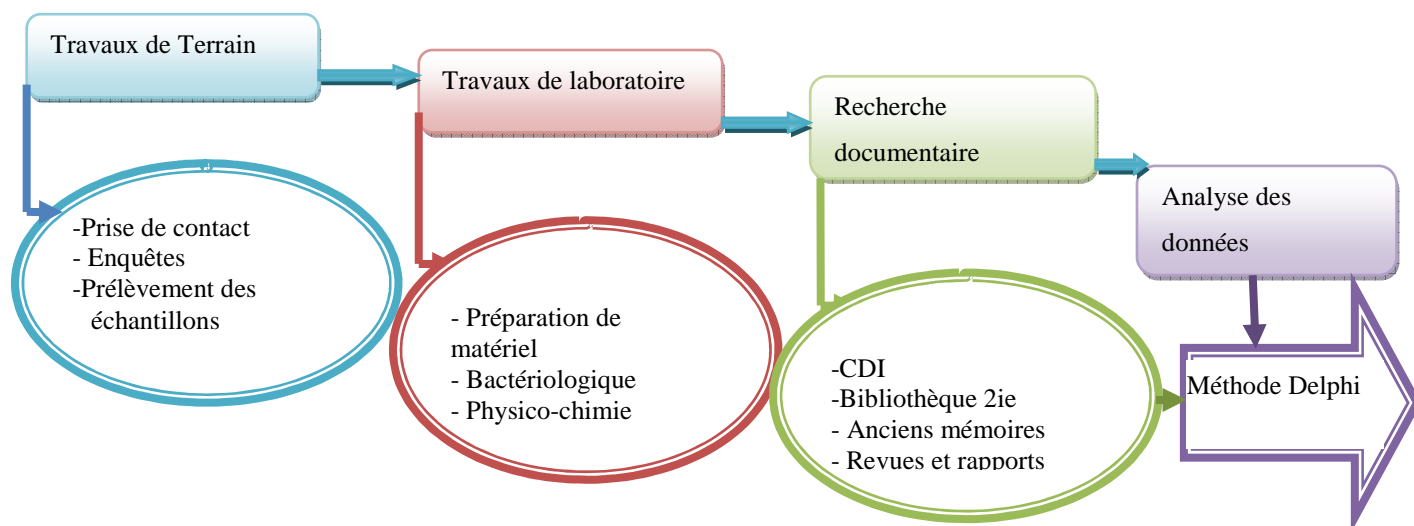 Travaux de Terrain
Travaux de laboratoire
Recherche
documentaire
Analyse des
données
-Prise de contact
- Enquêtes
-Prélèvement des
échantillons
- Préparation de
matériel
- Bactériologique
- Physico-chimie
-CDI
-Bibliothèque 2ie
- Anciens mémoires
- Revues et rapports
Méthode Delphi